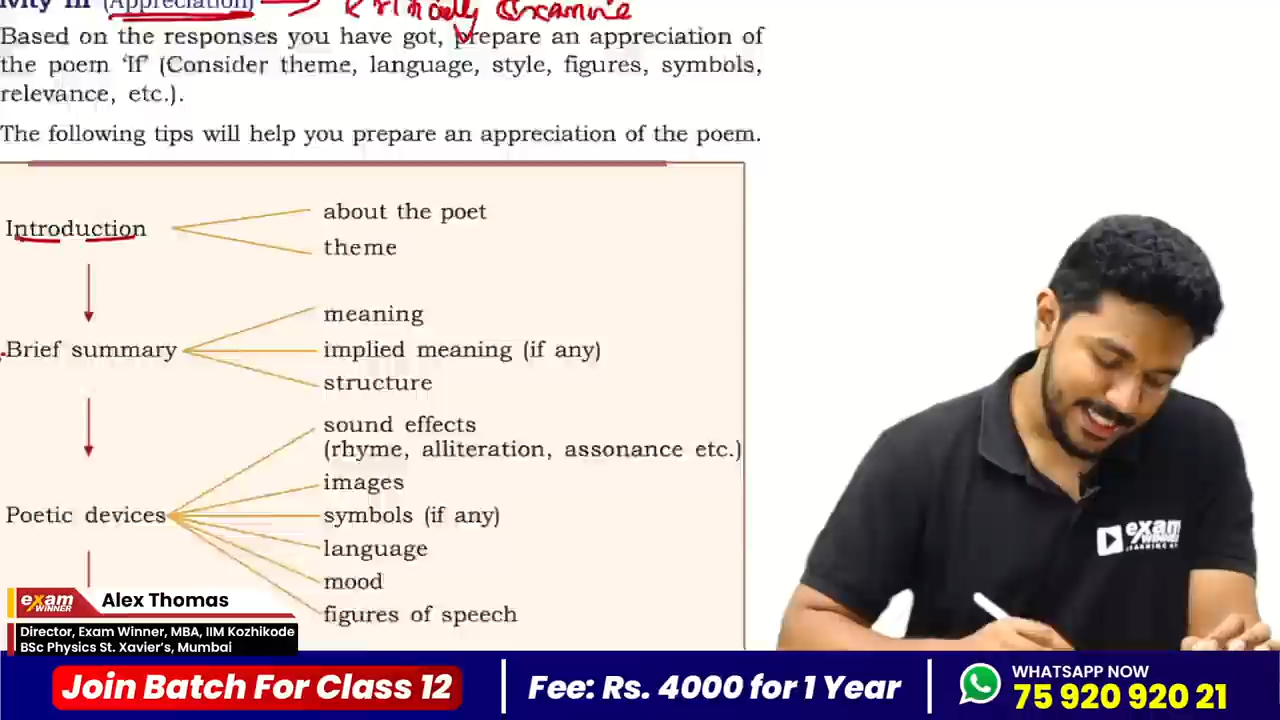 ivity III (Appreciation) → Critically Examine
Based on the responses you have got, prepare an appreciation of
the poem 'If' (Consider theme, language, style, figures, symbols,
relevance, etc.).
The following tips will help you prepare an appreciation of the poem.
Introduction
about the poet
theme
Brief summary
meaning
implied meaning (if any)
structure
Poetic devices
sound effects
(rhyme, alliteration, assonance etc.)
images
symbols (if any)
language
mood
figures of speech
exam
WINNER
exam
WINNER
Alex Thomas
Director, Exam Winner, MBA, IIM Kozhikode
BSc Physics St. Xavier's, Mumbai
Join Batch For Class 12
Fee: Rs. 4000 for 1 Year
WHATSAPP NOW
75 920 920 21